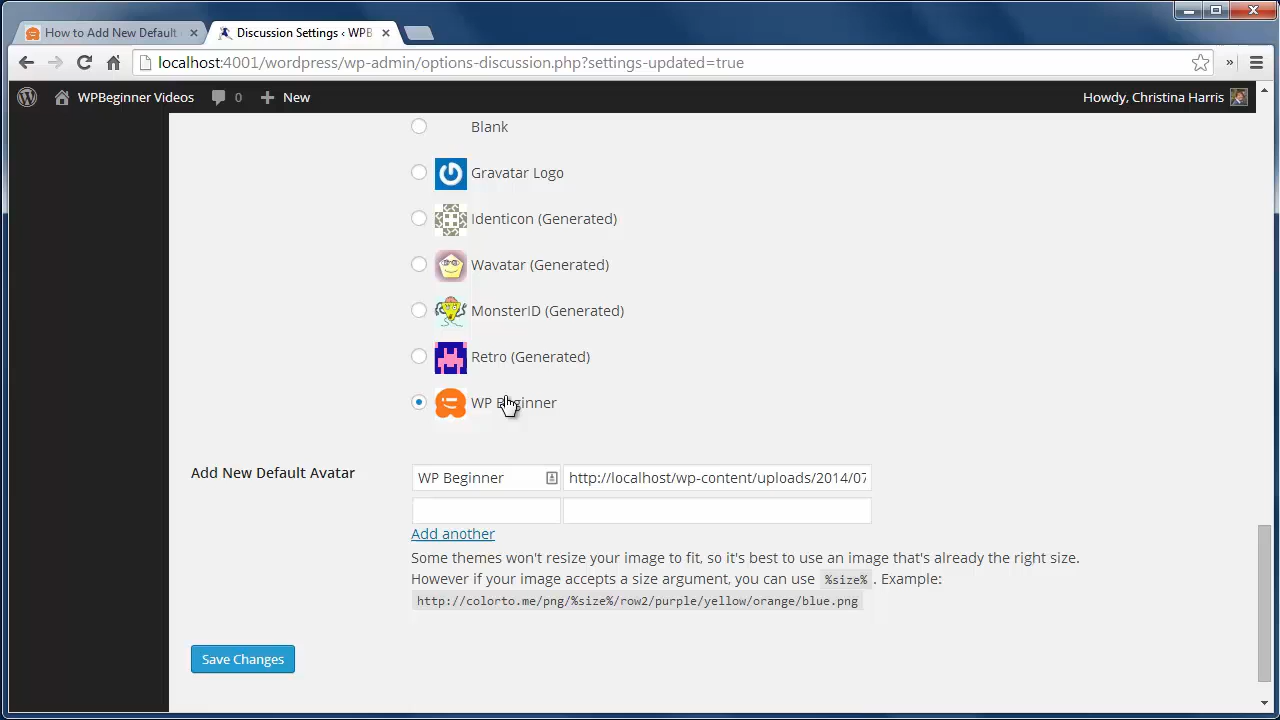 How to Add New Default
Discussion Settings ‹ WPB
localhost:4001/wordpress/wp-admin/options-discussion.php?settings-updated=true
WPBeginner Videos 0 New Howdy, Christina Harris
Blank
Gravatar Logo
Identicon (Generated)
Wavatar (Generated)
MonsterID (Generated)
Retro (Generated)
WP Beginner
Add New Default Avatar
WP Beginner
http://localhost/wp-content/uploads/2014/07
Add another
Some themes won't resize your image to fit, so it's best to use an image that's already the right size.
However if your image accepts a size argument, you can use %size% . Example:
http://colorto.me/png/%size%/row2/purple/yellow/orange/blue.png
Save Changes